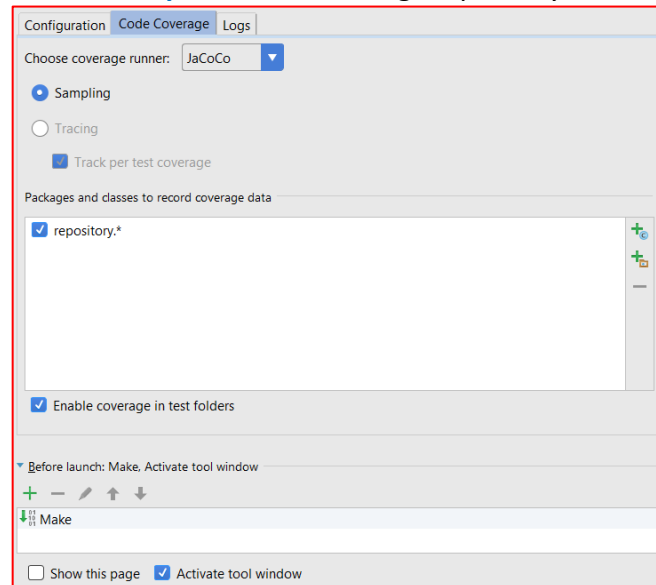 Configuration Code Coverage Logs
Choose coverage runner: JaCoCo
Sampling
Tracing
Track per test coverage
Packages and classes to record coverage data
repository.*
Enable coverage in test folders
Before launch: Make, Activate tool window
Make
Show this page Activate tool window